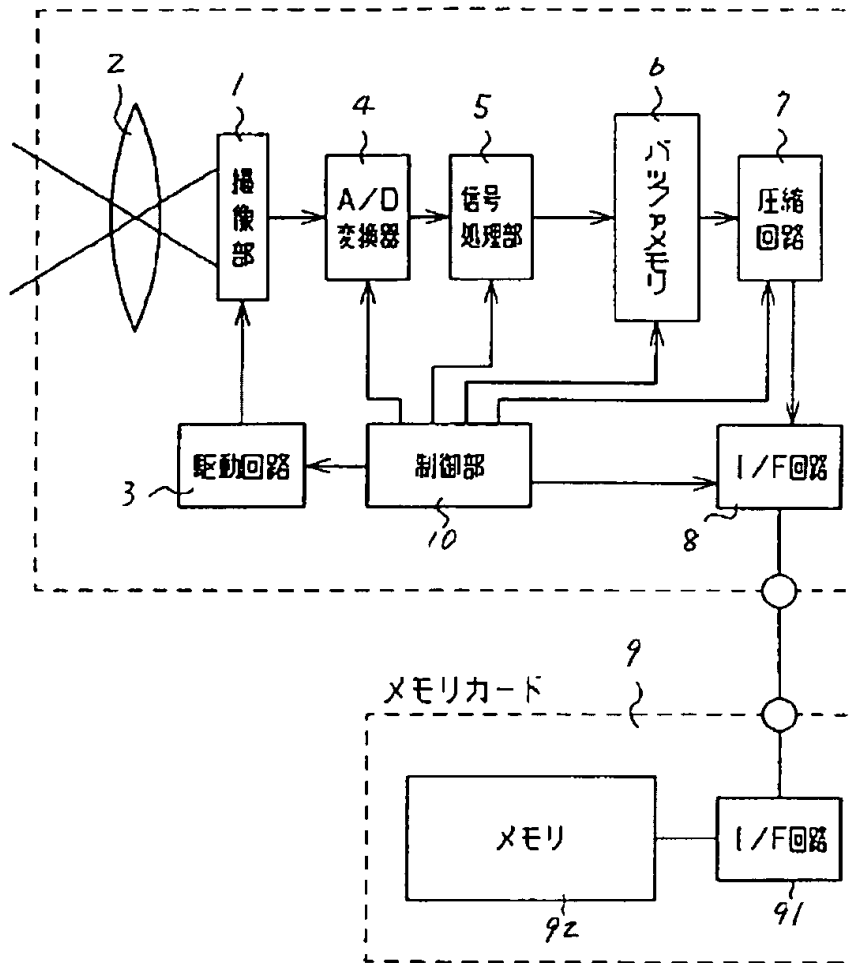 2
1
4
5
6
7
撮像部
A/D
変換器
信号
処理部
バッファメモリ
圧縮
回路
駆動回路
制御部
I/F回路
3
10
8
メモリカード
9
メモリ
I/F回路
92
91